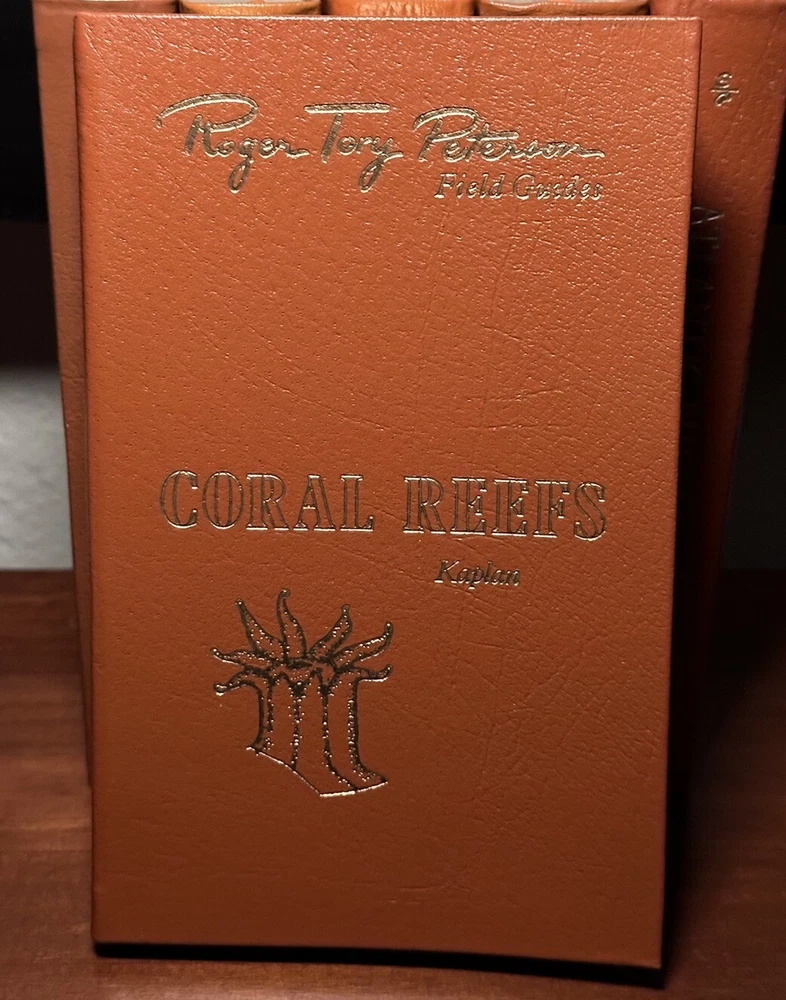 Roger Tory Peterson
Field Guides
CORAL REEFS
Kaplan